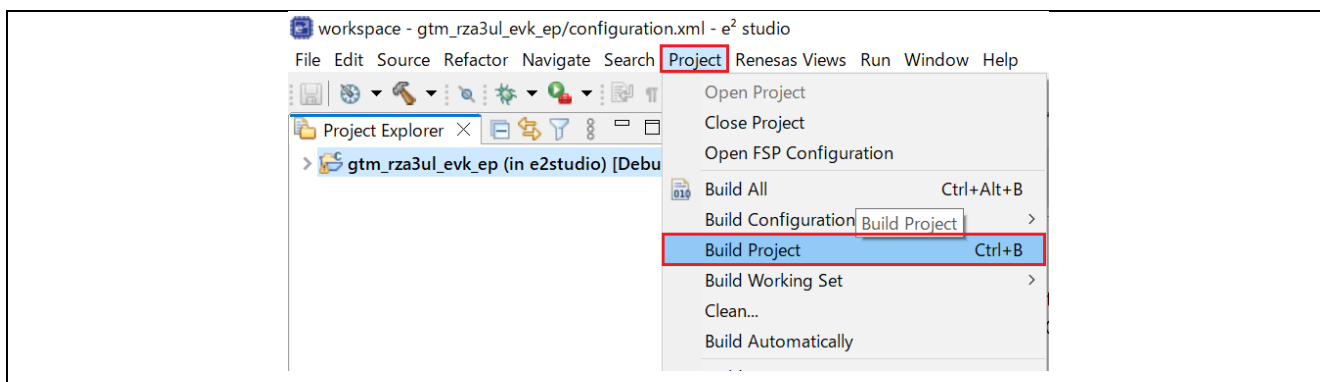 workspace - gtm_rza3ul_evk_ep/configuration.xml - e² studio
File Edit Source Refactor Navigate Search Project Renesas Views Run Window Help
Project Explorer
gtm_rza3ul_evk_ep (in e2studio) [Debu
Open Project
Close Project
Open FSP Configuration
010
Build All Ctrl+Alt+B
Build Configuration
Build Project
Build Project Ctrl+B
Build Working Set
Clean...
Build Automatically